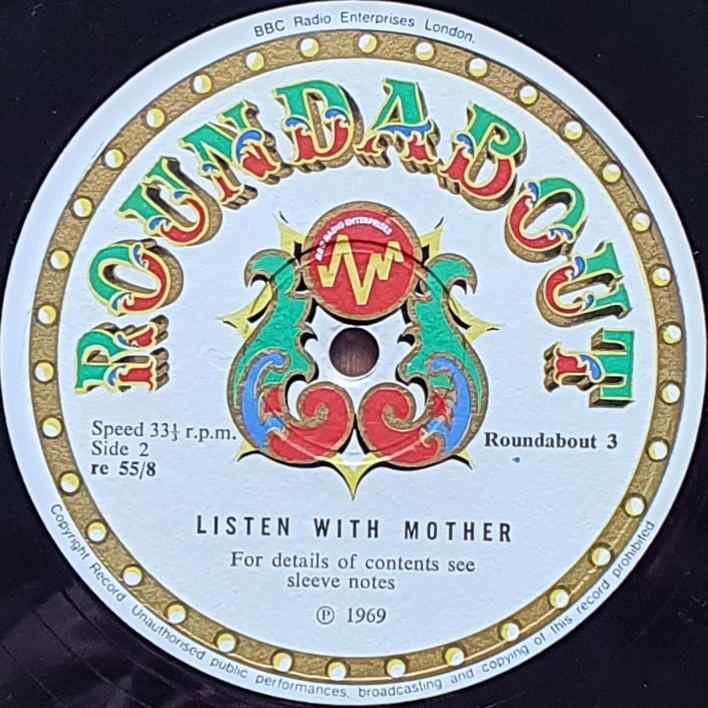 BBC Radio Enterprises London.
ROUNDABOUT
BBC RADIO ENTERPRISES
Speed 33⅓ r.p.m.
Side 2
re 55/8
Roundabout 3
LISTEN WITH MOTHER
For details of contents see
sleeve notes
℗ 1969
Copyright Record. Unauthorised public performances, broadcasting and copying of this record prohibited